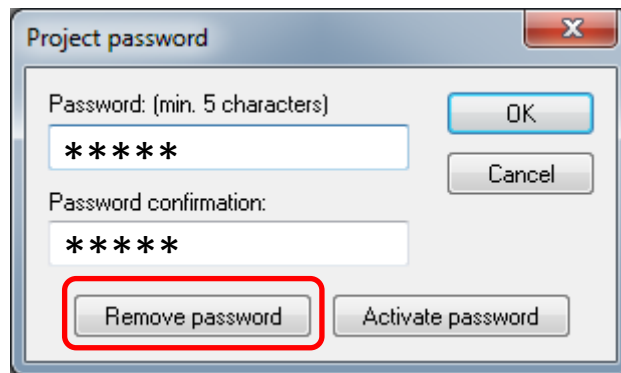 Project password
Password: (min. 5 characters)
OK
*****
Cancel
Password confirmation:
*****
Remove password
Activate password